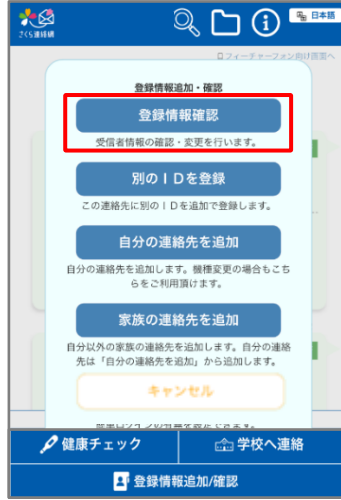 さくら連絡網
日本語
フィーチャーフォン向け画面へ
登録情報追加・確認
登録情報確認
受信者情報の確認・変更を行います。
別のＩＤを登録
この連絡先に別のＩＤを追加で登録します。
自分の連絡先を追加
自分の連絡先を追加します。機種変更の場合もこち
らをご利用頂けます。
家族の連絡先を追加
自分以外の家族の連絡先を追加します。自分の連絡
先は「自分の連絡先を追加」から追加します。
キャンセル
健康チェック
学校へ連絡
登録情報追加/確認